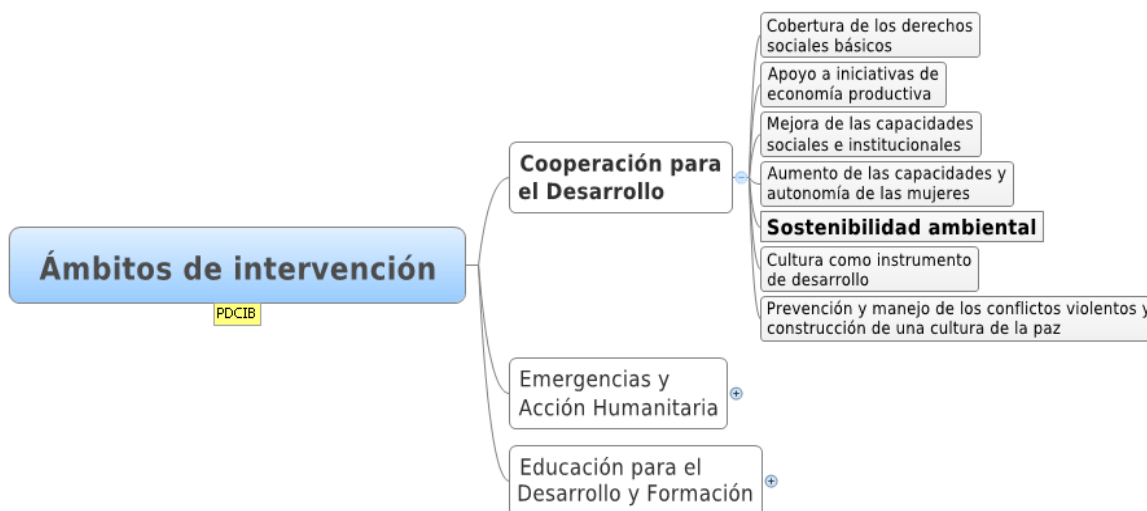 Ámbitos de intervención
PDCIB
Cooperación para
el Desarrollo
Cobertura de los derechos
sociales básicos
Apoyo a iniciativas de
economía productiva
Mejora de las capacidades
sociales e institucionales
Aumento de las capacidades y
autonomía de las mujeres
Sostenibilidad ambiental
Cultura como instrumento
de desarrollo
Prevención y manejo de los conflictos violentos y
construcción de una cultura de la paz
Emergencias y
Acción Humanitaria
Educación para el
Desarrollo y Formación